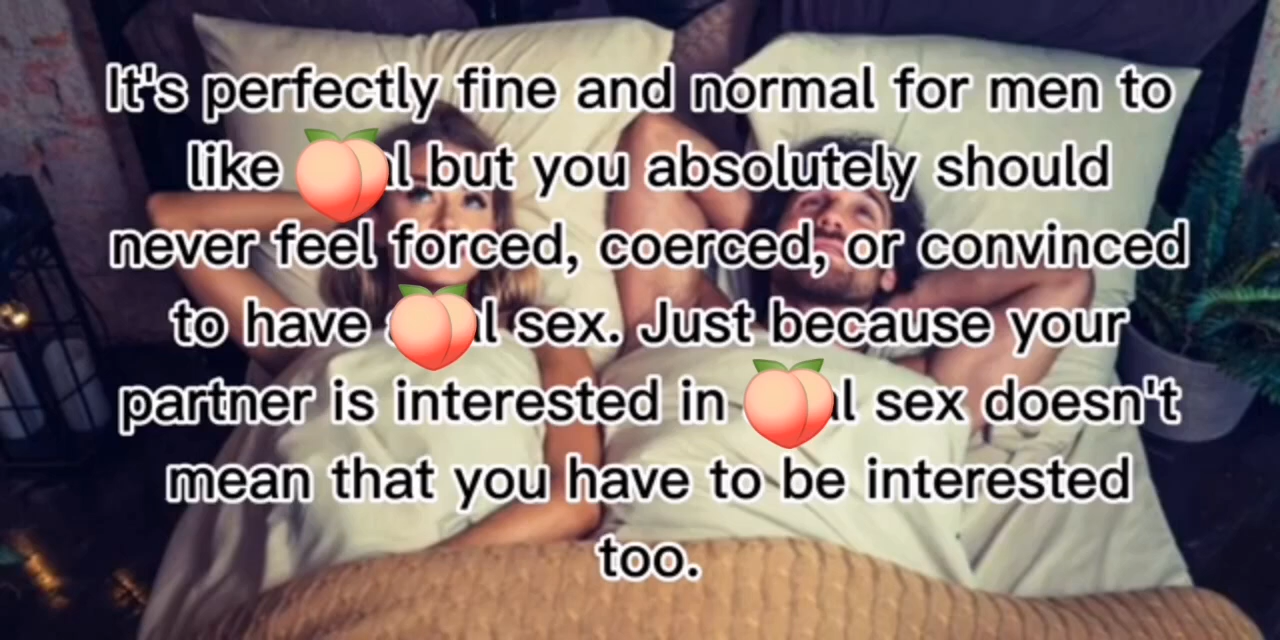 It's perfectly fine and normal for men to
like 🍑l but you absolutely should
never feel forced, coerced, or convinced
to have 🍑l sex. Just because your
partner is interested in 🍑l sex doesn't
mean that you have to be interested
too.